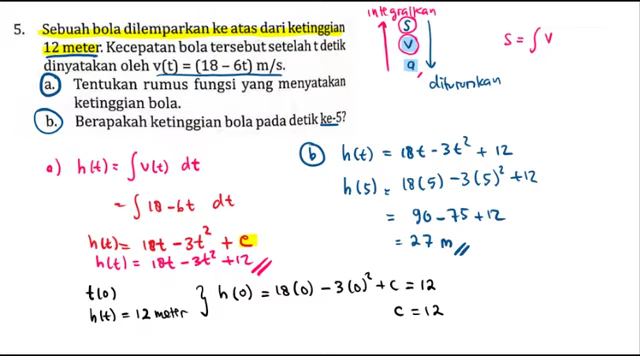 5. Sebuah bola dilemparkan ke atas dari ketinggian
12 meter. Kecepatan bola tersebut setelah t detik
dinyatakan oleh v(t) = (18 – 6t) m/s.
a. Tentukan rumus fungsi yang menyatakan
ketinggian bola.
b. Berapakah ketinggian bola pada detik ke-5?
integralkan
S
V
a
diturunkan
S = ∫ V
a) h(t) = ∫ v(t) dt
= ∫ 18 - 6t dt
h(t) = 18t - 3t² + c
h(t) = 18t - 3t² + 12 //
t(0)
h(t) = 12 meter
} h(0) = 18(0) - 3(0)² + c = 12
c = 12
b h(t) = 18t - 3t² + 12
h(5) = 18(5) - 3(5)² + 12
= 90 - 75 + 12
= 27 m //